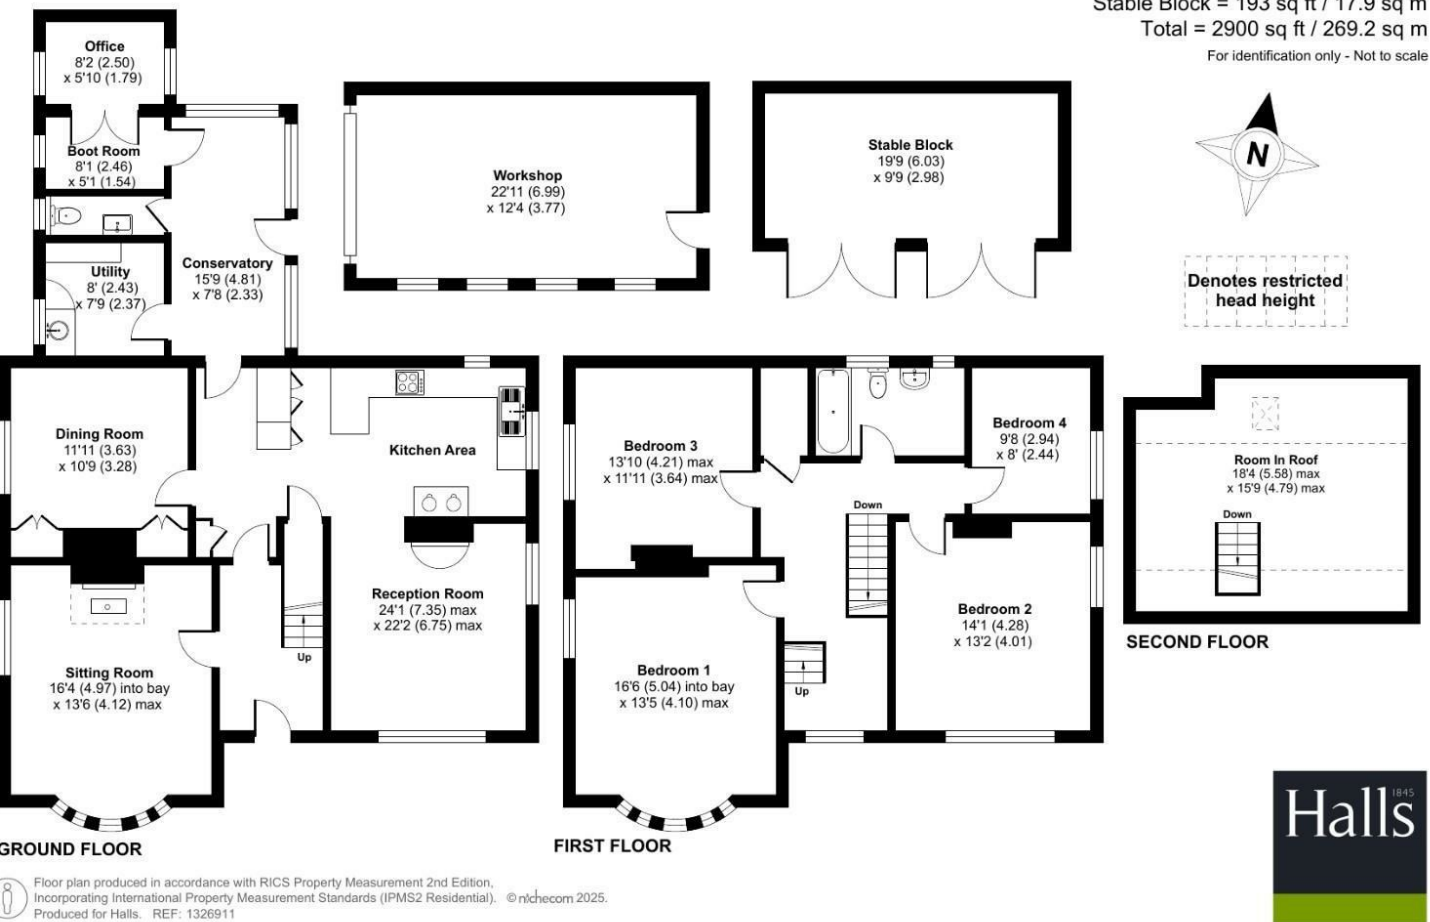 Stable Block = 193 sq ft / 17.9 sq m
Total = 2900 sq ft / 269.2 sq m
For identification only - Not to scale
N
Denotes restricted
head height
Office
8'2 (2.50)
x 5'10 (1.79)
Boot Room
8'1 (2.46)
x 5'1 (1.54)
Utility
8' (2.43)
x 7'9 (2.37)
Conservatory
15'9 (4.81)
x 7'8 (2.33)
Workshop
22'11 (6.99)
x 12'4 (3.77)
Stable Block
19'9 (6.03)
x 9'9 (2.98)
Dining Room
11'11 (3.63)
x 10'9 (3.28)
Kitchen Area
Reception Room
24'1 (7.35) max
x 22'2 (6.75) max
Up
Sitting Room
16'4 (4.97) into bay
x 13'6 (4.12) max
GROUND FLOOR
Bedroom 3
13'10 (4.21) max
x 11'11 (3.64) max
Bedroom 4
9'8 (2.94)
x 8' (2.44)
Down
Bedroom 2
14'1 (4.28)
x 13'2 (4.01)
Bedroom 1
16'6 (5.04) into bay
x 13'5 (4.10) max
Up
FIRST FLOOR
Room In Roof
18'4 (5.58) max
x 15'9 (4.79) max
Down
SECOND FLOOR
Halls
1845
Floor plan produced in accordance with RICS Property Measurement 2nd Edition,
Incorporating International Property Measurement Standards (IPMS2 Residential). © nichecom 2025.
Produced for Halls. REF: 1326911